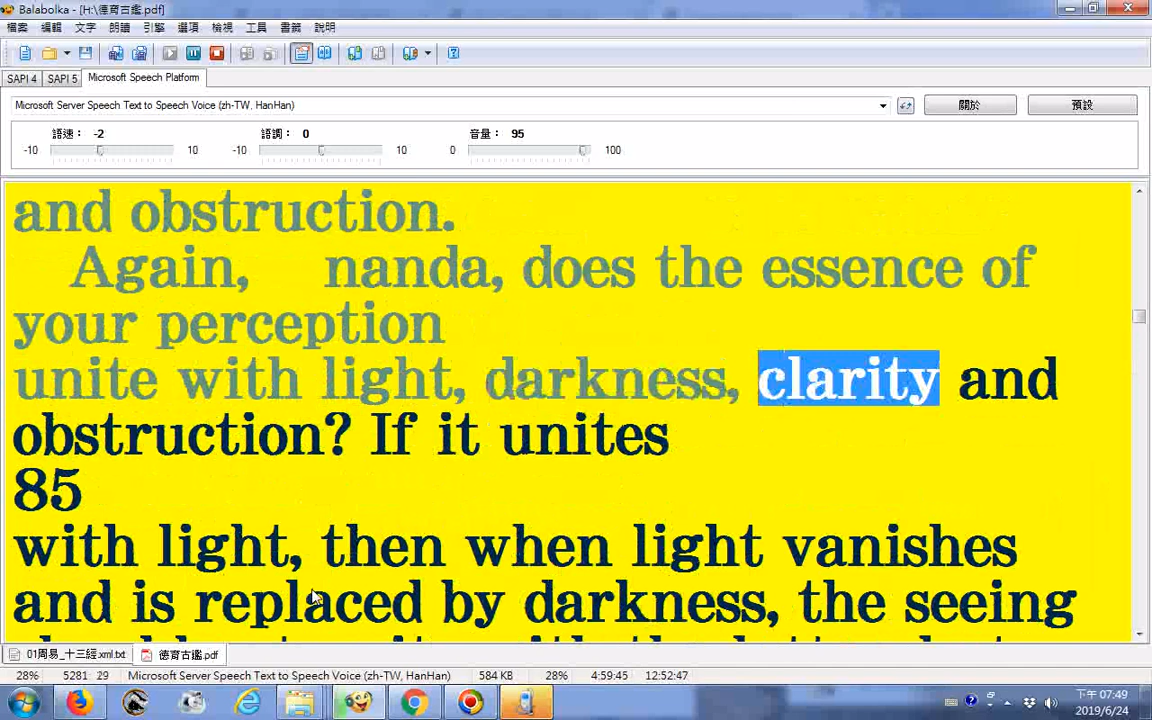 Balabolka - [H:\德育古鑑.pdf]
檔案 編輯 文字 朗讀 引擎 選項 檢視 工具 書籤 說明
SAPI 4 SAPI 5 Microsoft Speech Platform
Microsoft Server Speech Text to Speech Voice (zh-TW, HanHan) 關於 預設
語速： -2 語調： 0 音量： 95
-10 10 -10 10 0 100
and obstruction.
Again, nanda, does the essence of
your perception
unite with light, darkness, clarity and
obstruction? If it unites
85
with light, then when light vanishes
and is replaced by darkness, the seeing
01周易_十三經.xml.txt 德育古鑑.pdf
28% 5281 29 Microsoft Server Speech Text to Speech Voice (zh-TW, HanHan) 584 KB 28% 4:59:45 12:52:47
下午 07:49
2019/6/24